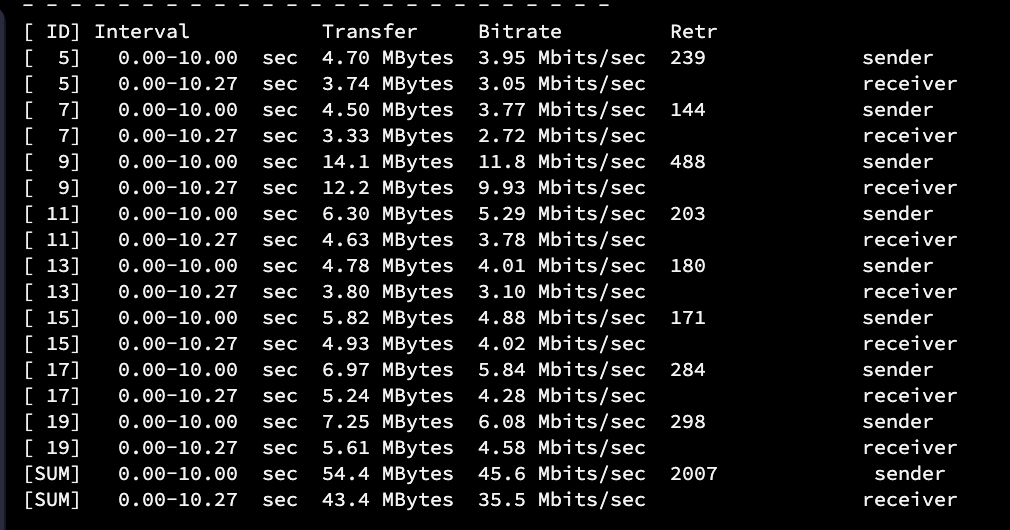 - - - - - - - - - - - - - - - - - - - - - - - - -
[ ID] Interval           Transfer     Bitrate         Retr
[  5]   0.00-10.00  sec  4.70 MBytes  3.95 Mbits/sec  239             sender
[  5]   0.00-10.27  sec  3.74 MBytes  3.05 Mbits/sec                  receiver
[  7]   0.00-10.00  sec  4.50 MBytes  3.77 Mbits/sec  144             sender
[  7]   0.00-10.27  sec  3.33 MBytes  2.72 Mbits/sec                  receiver
[  9]   0.00-10.00  sec  14.1 MBytes  11.8 Mbits/sec  488             sender
[  9]   0.00-10.27  sec  12.2 MBytes  9.93 Mbits/sec                  receiver
[ 11]   0.00-10.00  sec  6.30 MBytes  5.29 Mbits/sec  203             sender
[ 11]   0.00-10.27  sec  4.63 MBytes  3.78 Mbits/sec                  receiver
[ 13]   0.00-10.00  sec  4.78 MBytes  4.01 Mbits/sec  180             sender
[ 13]   0.00-10.27  sec  3.80 MBytes  3.10 Mbits/sec                  receiver
[ 15]   0.00-10.00  sec  5.82 MBytes  4.88 Mbits/sec  171             sender
[ 15]   0.00-10.27  sec  4.93 MBytes  4.02 Mbits/sec                  receiver
[ 17]   0.00-10.00  sec  6.97 MBytes  5.84 Mbits/sec  284             sender
[ 17]   0.00-10.27  sec  5.24 MBytes  4.28 Mbits/sec                  receiver
[ 19]   0.00-10.00  sec  7.25 MBytes  6.08 Mbits/sec  298             sender
[ 19]   0.00-10.27  sec  5.61 MBytes  4.58 Mbits/sec                  receiver
[SUM]   0.00-10.00  sec  54.4 MBytes  45.6 Mbits/sec  2007             sender
[SUM]   0.00-10.27  sec  43.4 MBytes  35.5 Mbits/sec                  receiver